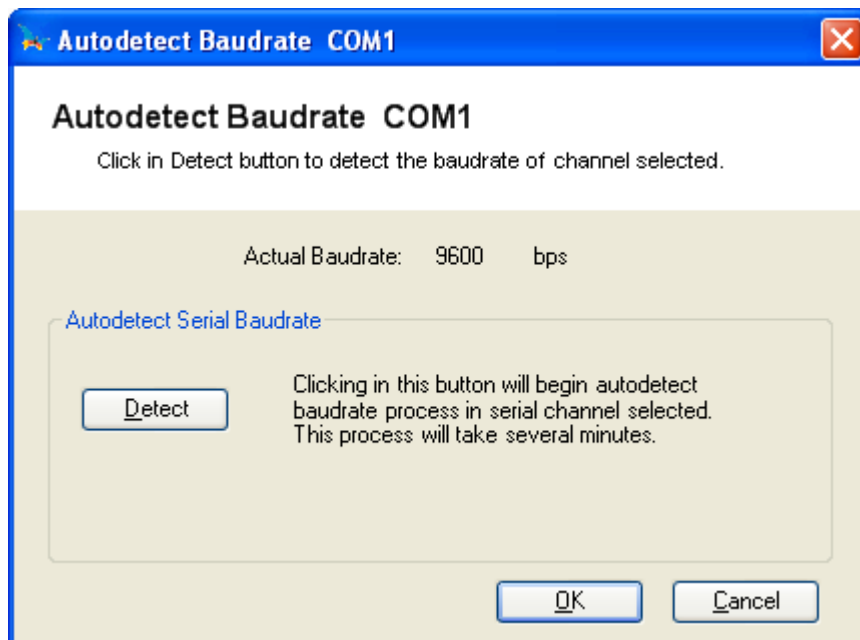 Autodetect Baudrate  COM1
Autodetect Baudrate  COM1
Click in Detect button to detect the baudrate of channel selected.
Actual Baudrate: 9600 bps
Autodetect Serial Baudrate
Detect
Clicking in this button will begin autodetect
baudrate process in serial channel selected.
This process will take several minutes.
OK Cancel